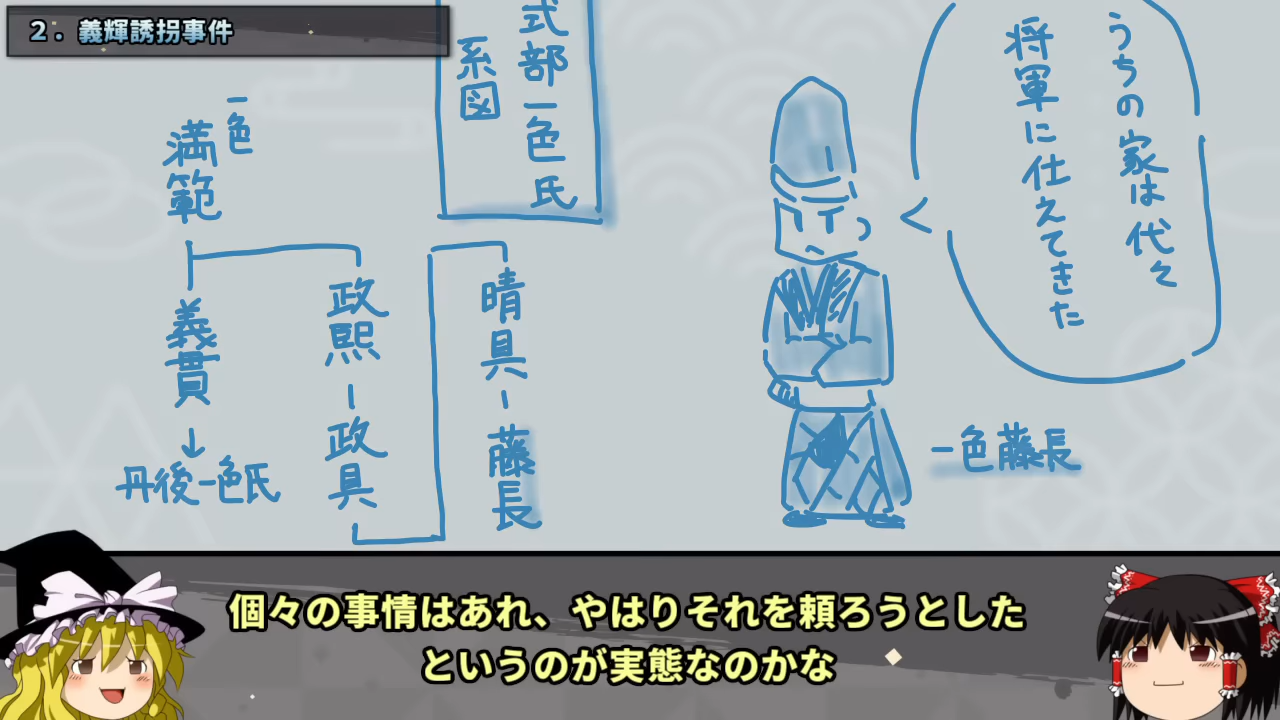 2．義輝誘拐事件
うちの家は代々
将軍に仕えてきた
一色藤長
式部一色氏
系図
一色
満範
義貫
↓
丹後一色氏
政熙
政具
晴具
藤長
個々の事情はあれ、やはりそれを頼ろうとした
というのが実態なのかな